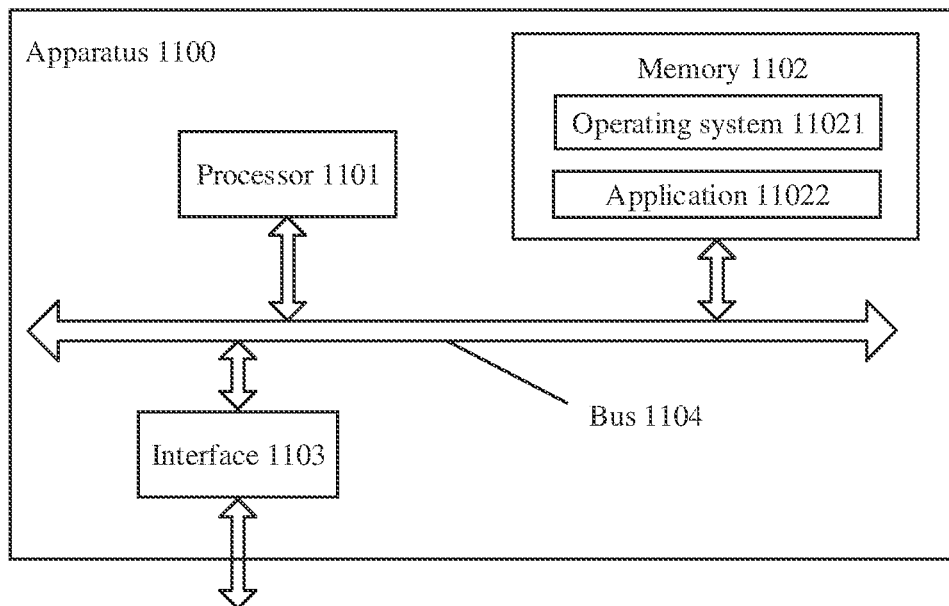 Apparatus 1100
Memory 1102
Operating system 11021
Application 11022
Processor 1101
Bus 1104
Interface 1103